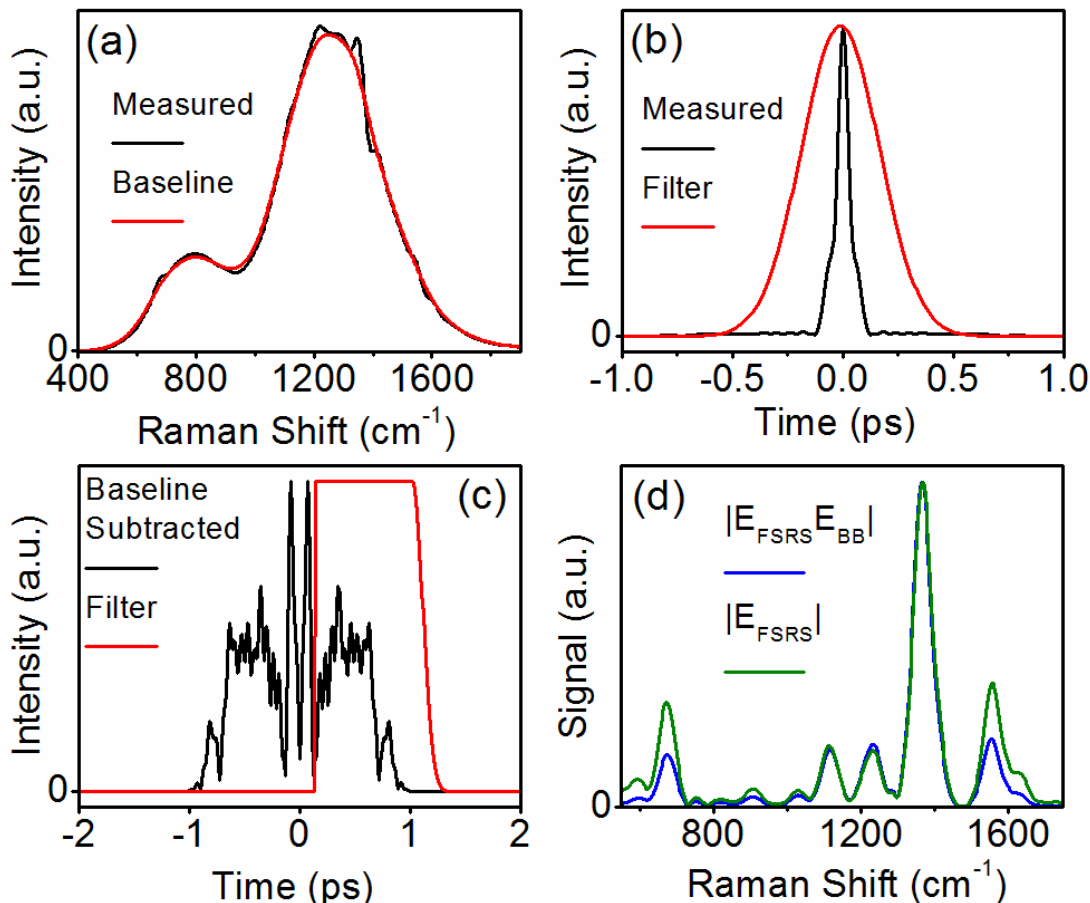 (a)
Measured
Baseline
Intensity (a.u.)
0
400 800 1200 1600
Raman Shift (cm⁻¹)
(b)
Measured
Filter
Intensity (a.u.)
0
-1.0 -0.5 0.0 0.5 1.0
Time (ps)
(c)
Baseline
Subtracted
Filter
Intensity (a.u.)
0
-2 -1 0 1 2
Time (ps)
(d)
|E_FSRS E_BB|
|E_FSRS|
Signal (a.u.)
0
800 1200 1600
Raman Shift (cm⁻¹)